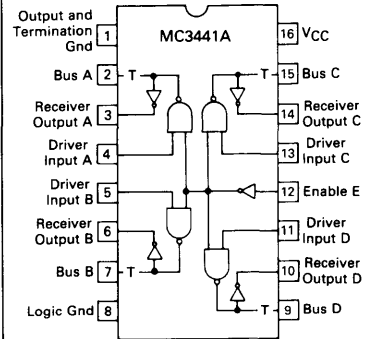 Output and
Termination
Gnd
1
MC3441A
16
VCC
Bus A
2
T
T
15
Bus C
Receiver
Output A
3
14
Receiver
Output C
Driver
Input A
4
13
Driver
Input C
Driver
Input B
5
12
Enable E
Receiver
Output B
6
11
Driver
Input D
10
Receiver
Output D
Bus B
7
T
T
9
Bus D
Logic Gnd
8